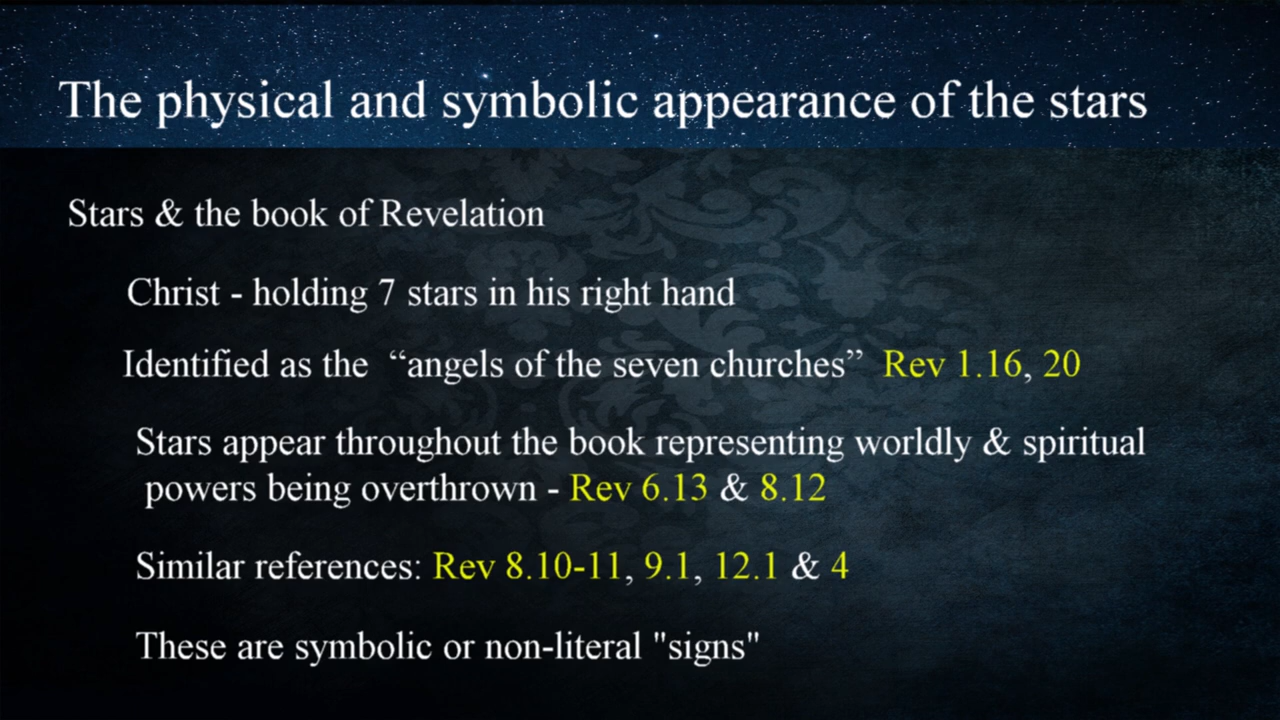 The physical and symbolic appearance of the stars
Stars & the book of Revelation
Christ - holding 7 stars in his right hand
Identified as the “angels of the seven churches” Rev 1.16, 20
Stars appear throughout the book representing worldly & spiritual
powers being overthrown - Rev 6.13 & 8.12
Similar references: Rev 8.10-11, 9.1, 12.1 & 4
These are symbolic or non-literal "signs"